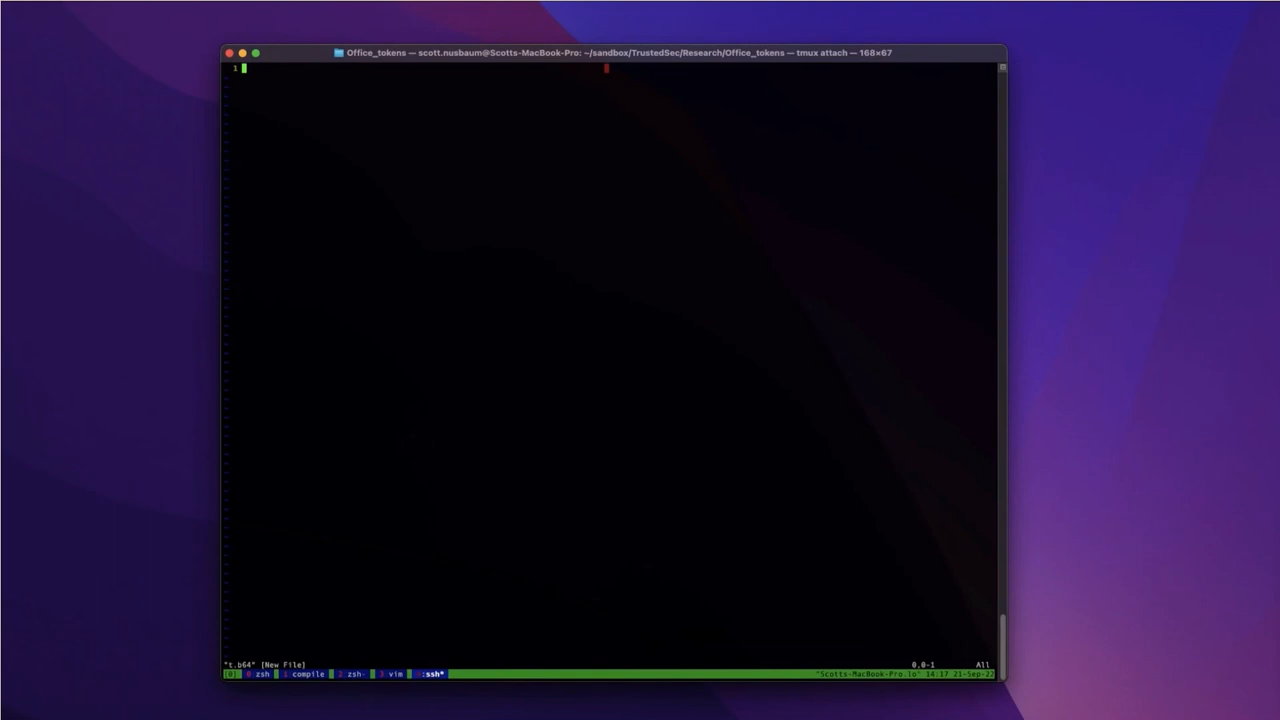 Office_tokens — scott.nusbaum@Scotts-MacBook-Pro: ~/sandbox/TrustedSec/Research/Office_tokens — tmux attach — 168×67
1
"t.b64" [New File] 0,0-1 All
[0] 0 zsh 1 compile 2 zsh- 3 vim :ssh* "Scotts-MacBook-Pro.lo" 14:17 21-Sep-22